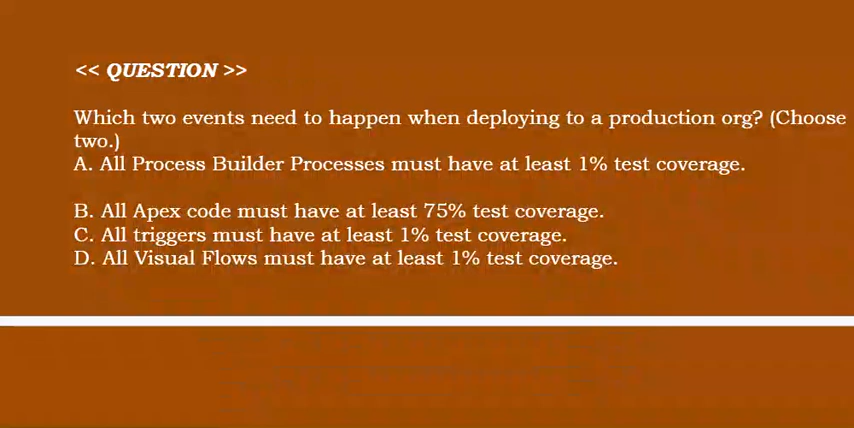 << QUESTION >>
Which two events need to happen when deploying to a production org? (Choose
two.)
A. All Process Builder Processes must have at least 1% test coverage.
B. All Apex code must have at least 75% test coverage.
C. All triggers must have at least 1% test coverage.
D. All Visual Flows must have at least 1% test coverage.